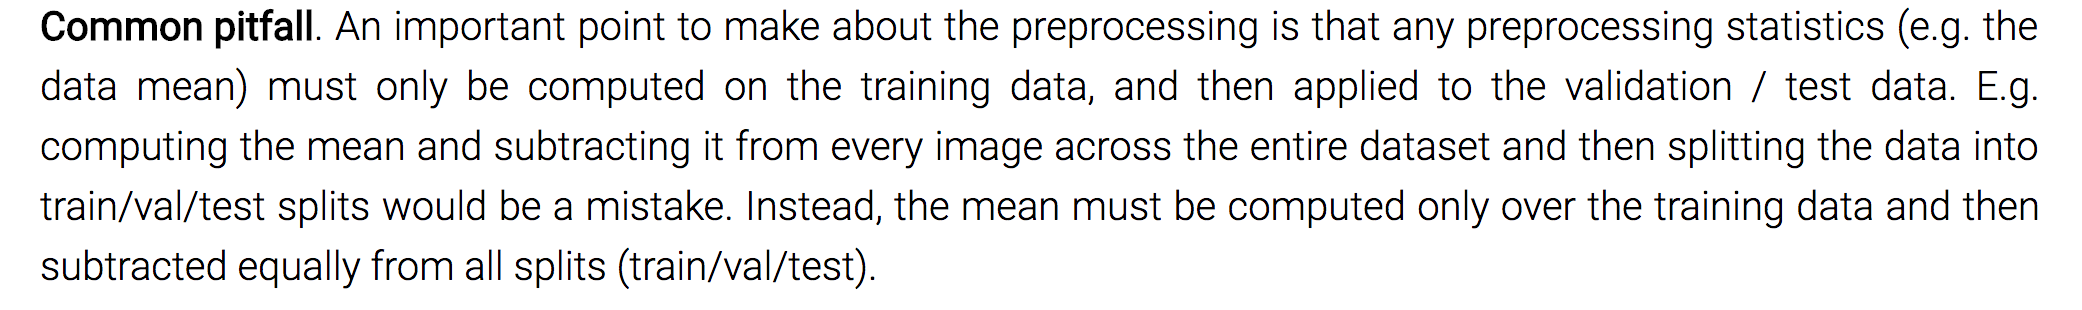 Common pitfall. An important point to make about the preprocessing is that any preprocessing statistics (e.g. the
data mean) must only be computed on the training data, and then applied to the validation / test data. E.g.
computing the mean and subtracting it from every image across the entire dataset and then splitting the data into
train/val/test splits would be a mistake. Instead, the mean must be computed only over the training data and then
subtracted equally from all splits (train/val/test).